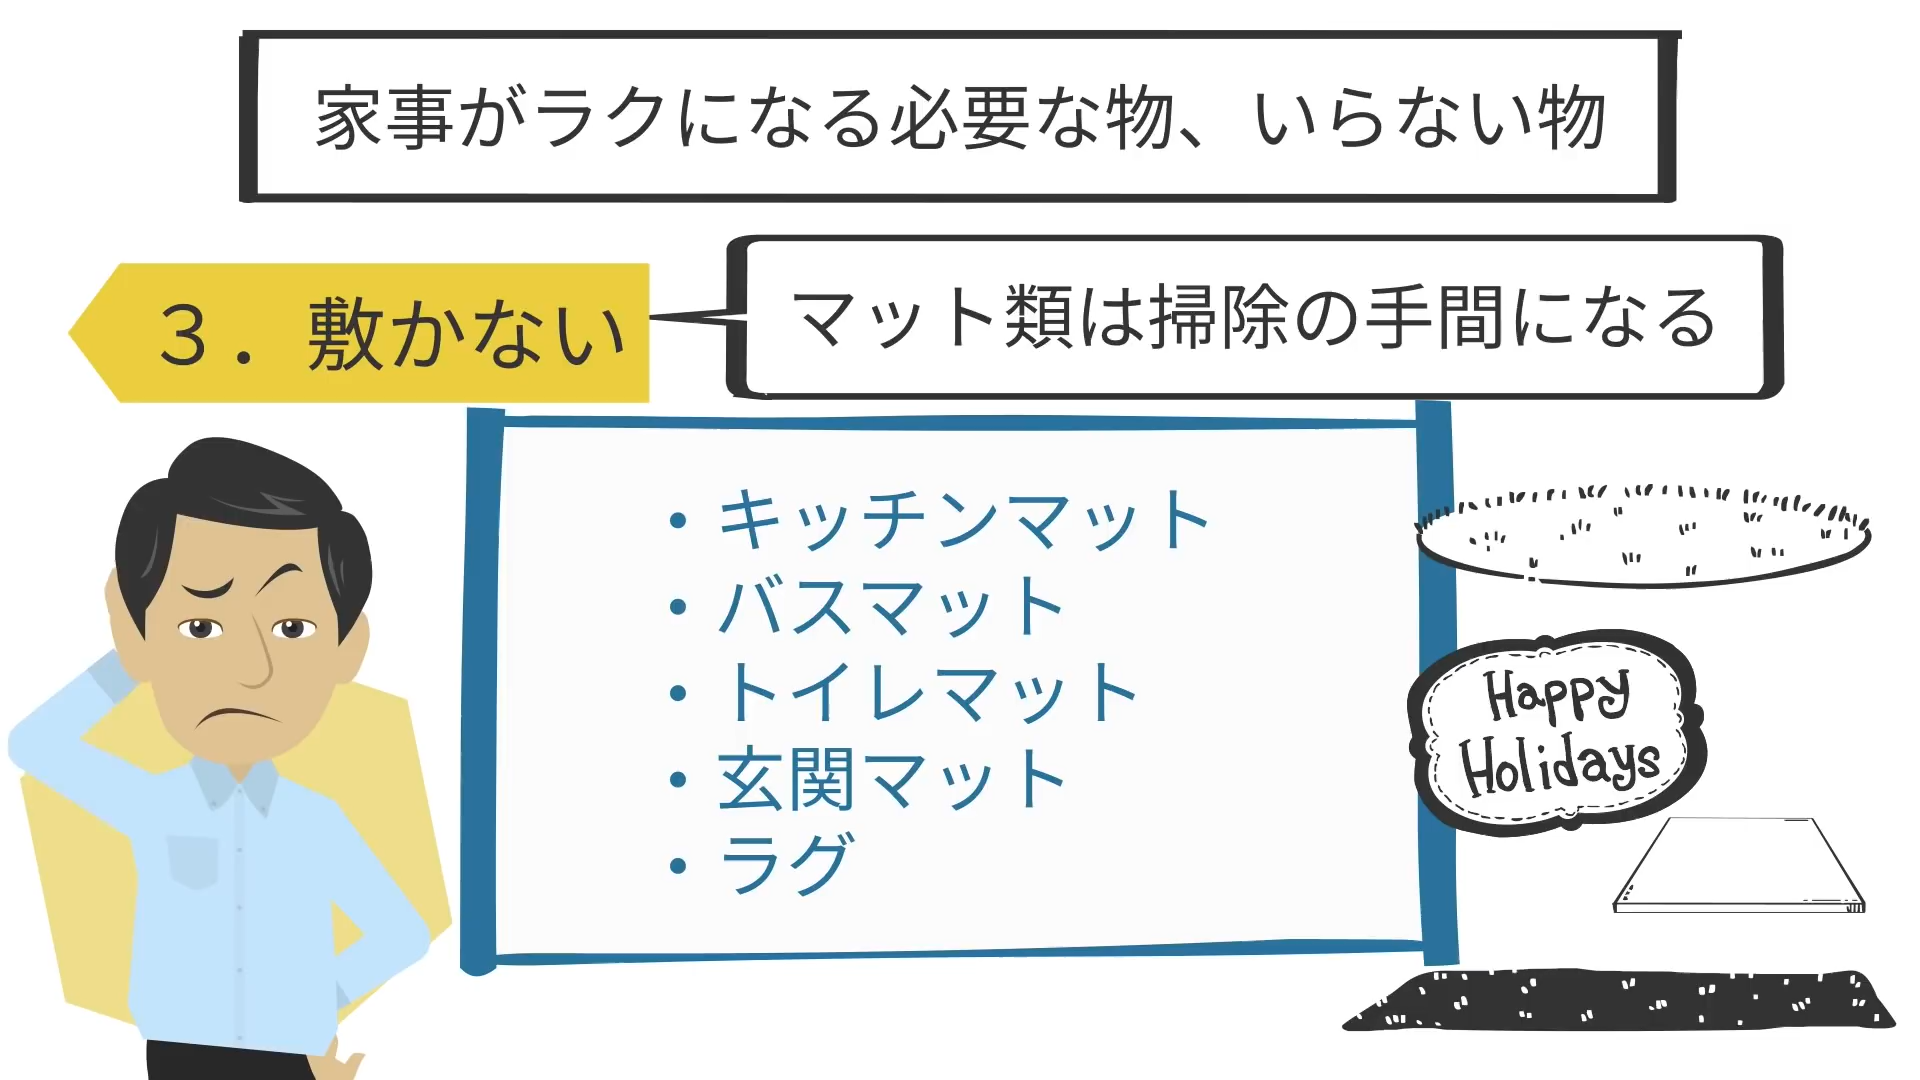 家事がラクになる必要な物、いらない物
３．敷かない
マット類は掃除の手間になる
・キッチンマット
・バスマット
・トイレマット
・玄関マット
・ラグ
Happy
Holidays